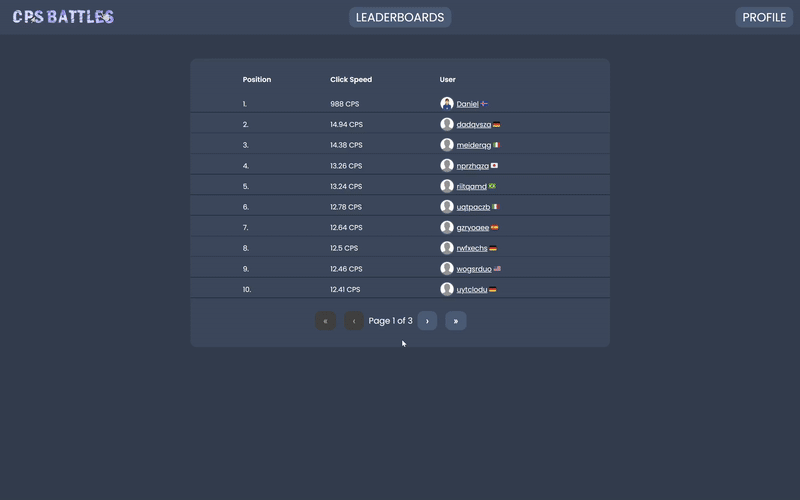 CPS BATTLES LEADERBOARDS PROFILE
Position Click Speed User
1. 988 CPS Daniel
2. 14.94 CPS dadqvsza
3. 14.38 CPS meiderqg
4. 13.26 CPS nprzhqza
5. 13.24 CPS riitqamd
6. 12.78 CPS uqtpaczb
7. 12.64 CPS gzryoaee
8. 12.5 CPS rwfxechs
9. 12.46 CPS wogsrduo
10. 12.41 CPS uytclodu
« ‹ Page 1 of 3 › »